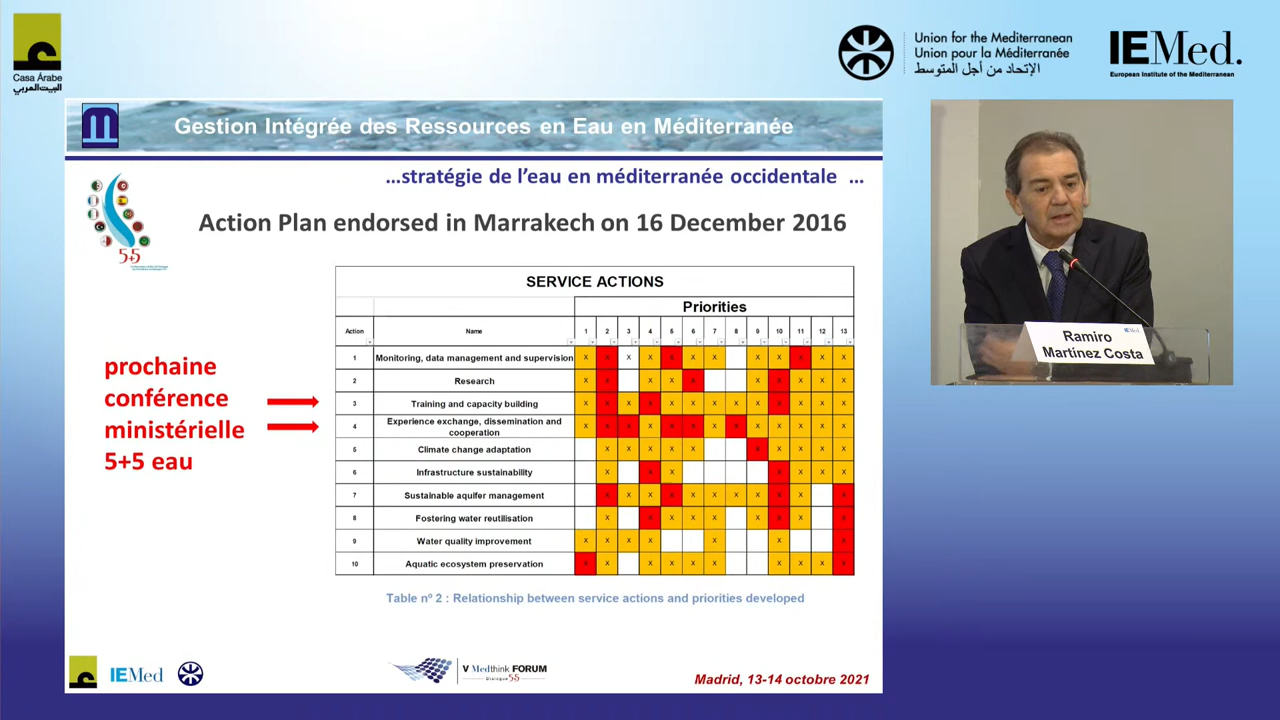 Casa Árabe
البيت العربي
Union for the Mediterranean
Union pour la Méditerranée
الإتحاد من أجل المتوسط
IEMed.
European Institute of the Mediterranean
Gestion Intégrée des Ressources en Eau en Méditerranée
...stratégie de l'eau en méditerranée occidentale ...
Action Plan endorsed in Marrakech on 16 December 2016
5+5
SERVICE ACTIONS
Priorities
Action Name 1 2 3 4 5 6 7 8 9 10 11 12 13
1 Monitoring, data management and supervision X X X X X X X X X X X X
2 Research X X X X X X X X X X
3 Training and capacity building X X X X X X X X X X X X X
4 Experience exchange, dissemination and cooperation X X X X X X X X X X X X X
5 Climate change adaptation X X X X X X X X X X
6 Infrastructure sustainability X X X X X X X
7 Sustainable aquifer management X X X X X X X X X X X
8 Fostering water reutilisation X X X X X X X X X X
9 Water quality improvement X X X X X X X
10 Aquatic ecosystem preservation X X X X X X X X X X
prochaine
conférence
ministérielle
5+5 eau
Table nº 2 : Relationship between service actions and priorities developed
IEMed
V Medthink FORUM
Dialogue 5+5
Madrid, 13-14 octobre 2021
IEMed
Ramiro
Martínez Costa